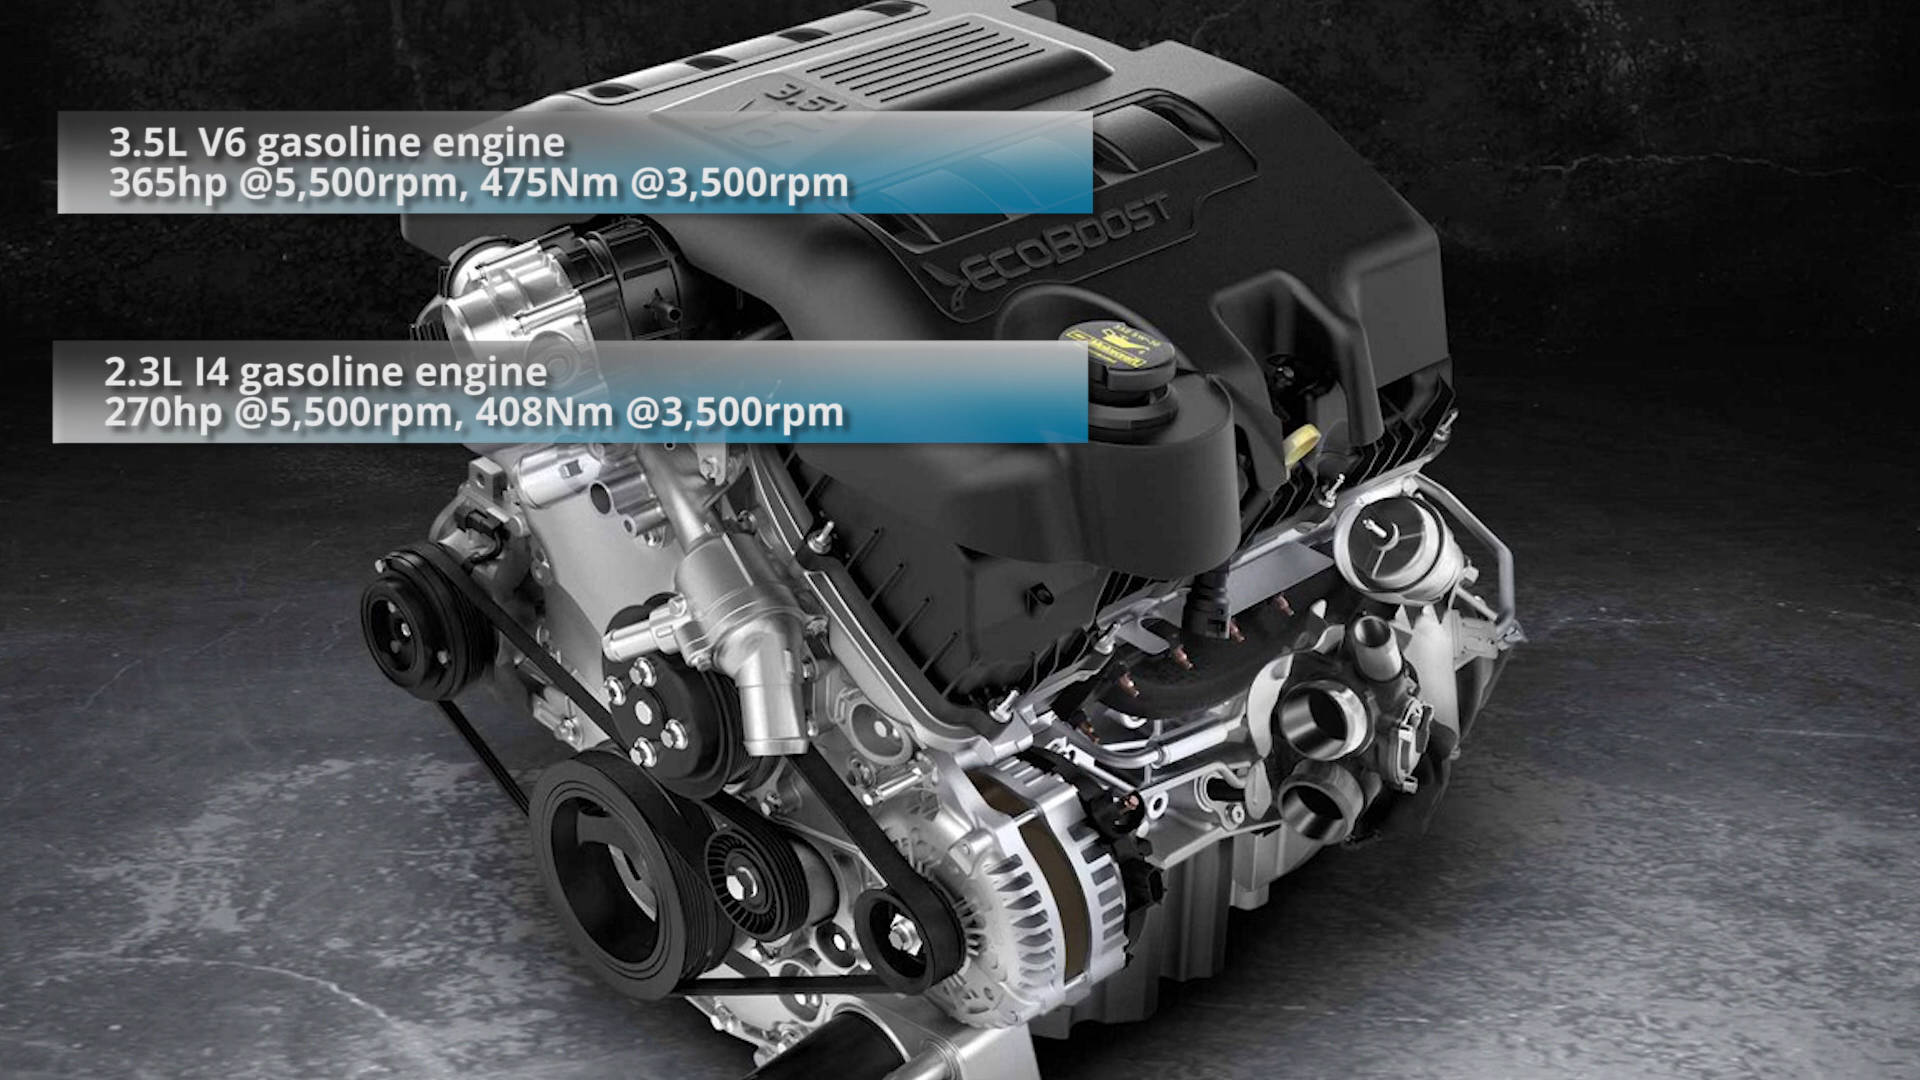 3.5L V6 gasoline engine
365hp @5,500rpm, 475Nm @3,500rpm
ECOBOOST
2.3L I4 gasoline engine
270hp @5,500rpm, 408Nm @3,500rpm